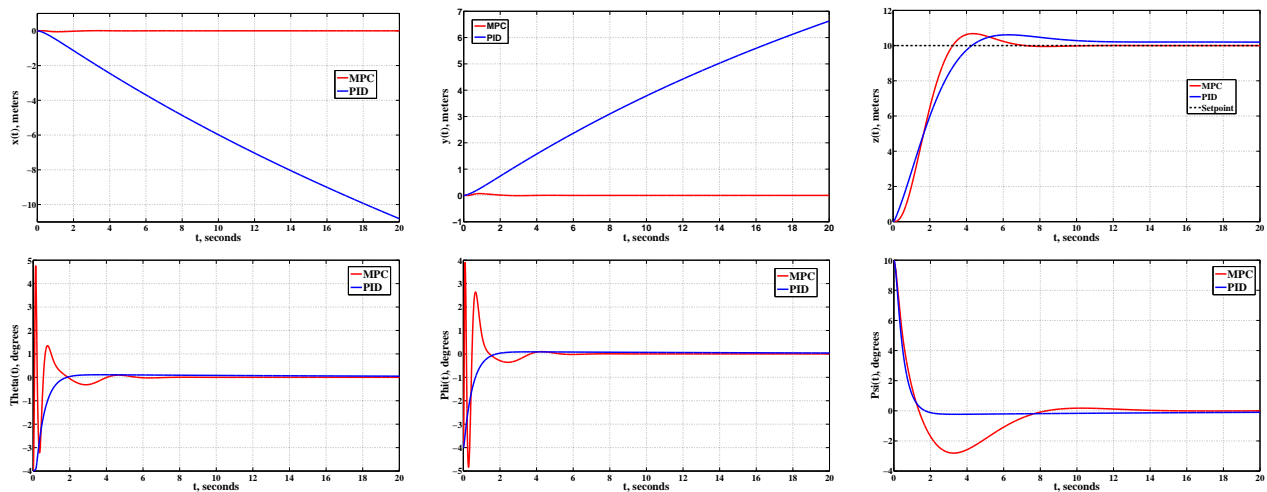 0
−2
−4
−6
−8
−10
x(t), meters
MPC
PID
0 2 4 6 8 10 12 14 16 18 20
t, seconds
7
6
5
4
3
2
1
0
−1
y(t), meters
MPC
PID
0 2 4 6 8 10 12 14 16 18 20
t, seconds
12
10
8
6
4
2
0
z(t), meters
MPC
PID
Setpoint
0 2 4 6 8 10 12 14 16 18 20
t, seconds
5
4
3
2
1
0
−1
−2
−3
−4
Theta(t), degrees
MPC
PID
0 2 4 6 8 10 12 14 16 18 20
t, seconds
4
3
2
1
0
−1
−2
−3
−4
−5
Phi(t), degrees
MPC
PID
0 2 4 6 8 10 12 14 16 18 20
t, seconds
10
8
6
4
2
0
−2
−4
Psi(t), degrees
MPC
PID
0 2 4 6 8 10 12 14 16 18 20
t, seconds